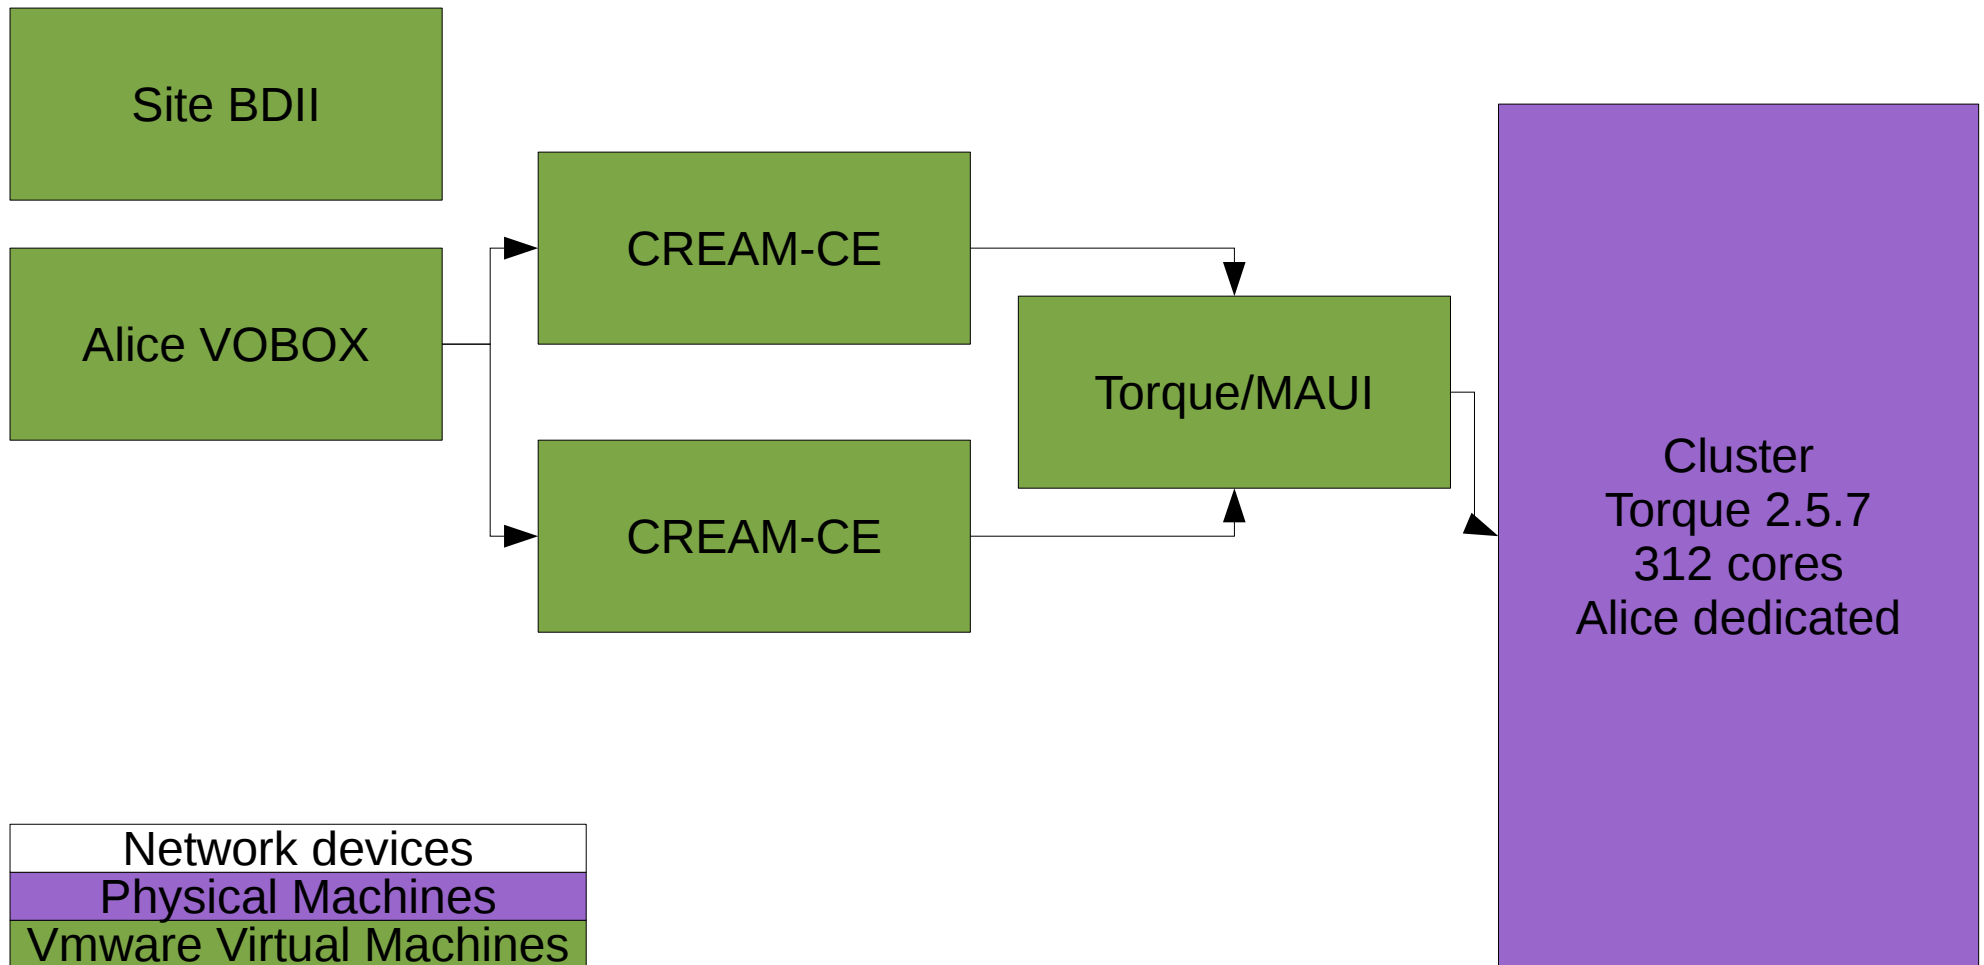 Site BDII
Alice VOBOX
CREAM-CE
CREAM-CE
Torque/MAUI
Cluster
Torque 2.5.7
312 cores
Alice dedicated
Network devices
Physical Machines
Vmware Virtual Machines